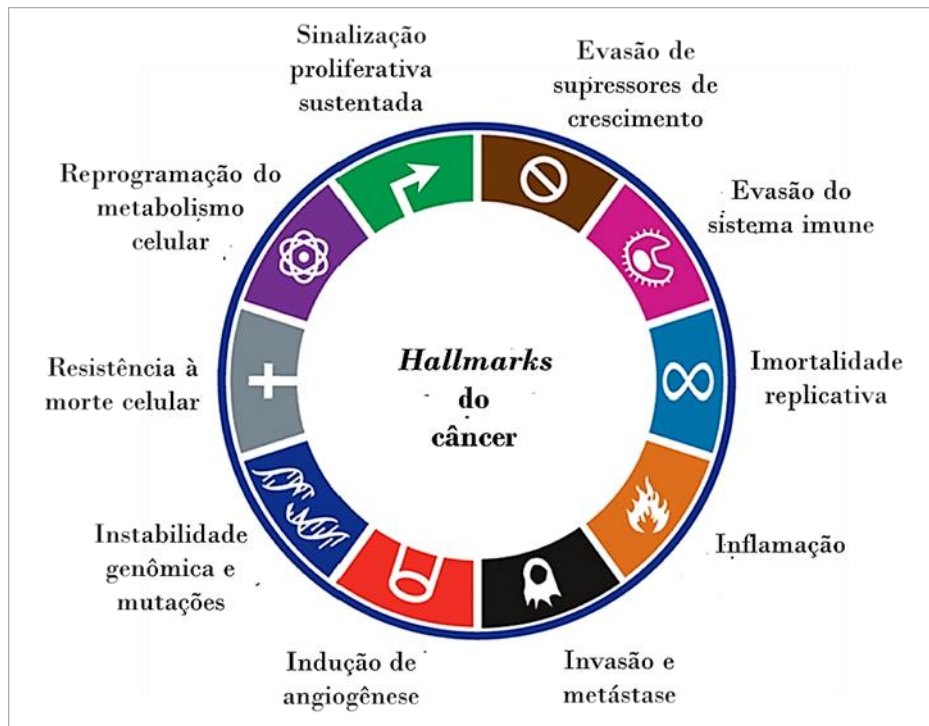 Sinalização
proliferativa
sustentada
Evasão de
supressores de
crescimento
Evasão do
sistema imune
Imortalidade
replicativa
Inflamação
Invasão e
metástase
Indução de
angiogênese
Instabilidade
genômica e
mutações
Resistência à
morte celular
Reprogramação do
metabolismo
celular
Hallmarks
do
câncer